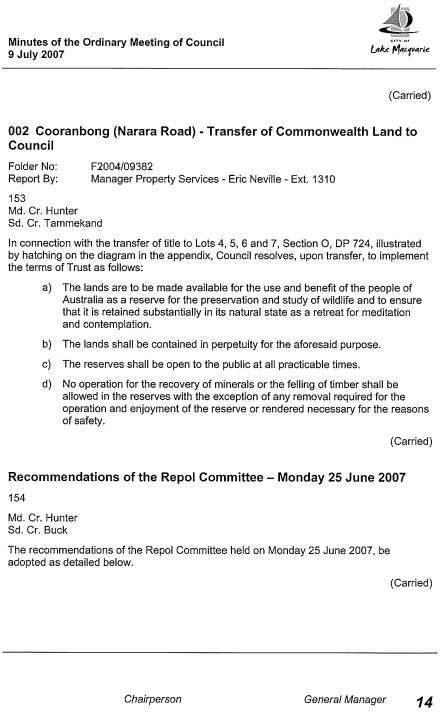 CITY OF
Lake Macquarie
Minutes of the Ordinary Meeting of Council
9 July 2007
(Carried)
002 Cooranbong (Narara Road) - Transfer of Commonwealth Land to
Council
Folder No: F2004/09382
Report By: Manager Property Services - Eric Neville - Ext. 1310
153
Md. Cr. Hunter
Sd. Cr. Tammekand
In connection with the transfer of title to Lots 4, 5, 6 and 7, Section O, DP 724, illustrated
by hatching on the diagram in the appendix, Council resolves, upon transfer, to implement
the terms of Trust as follows:
a) The lands are to be made available for the use and benefit of the people of
Australia as a reserve for the preservation and study of wildlife and to ensure
that it is retained substantially in its natural state as a retreat for meditation
and contemplation.
b) The lands shall be contained in perpetuity for the aforesaid purpose.
c) The reserves shall be open to the public at all practicable times.
d) No operation for the recovery of minerals or the felling of timber shall be
allowed in the reserves with the exception of any removal required for the
operation and enjoyment of the reserve or rendered necessary for the reasons
of safety.
(Carried)
Recommendations of the Repol Committee – Monday 25 June 2007
154
Md. Cr. Hunter
Sd. Cr. Buck
The recommendations of the Repol Committee held on Monday 25 June 2007, be
adopted as detailed below.
(Carried)
Chairperson General Manager 14